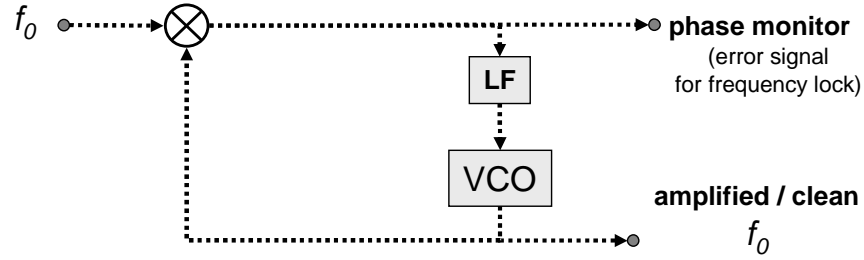 f0
phase monitor
(error signal
for frequency lock)
LF
VCO
amplified / clean
f0